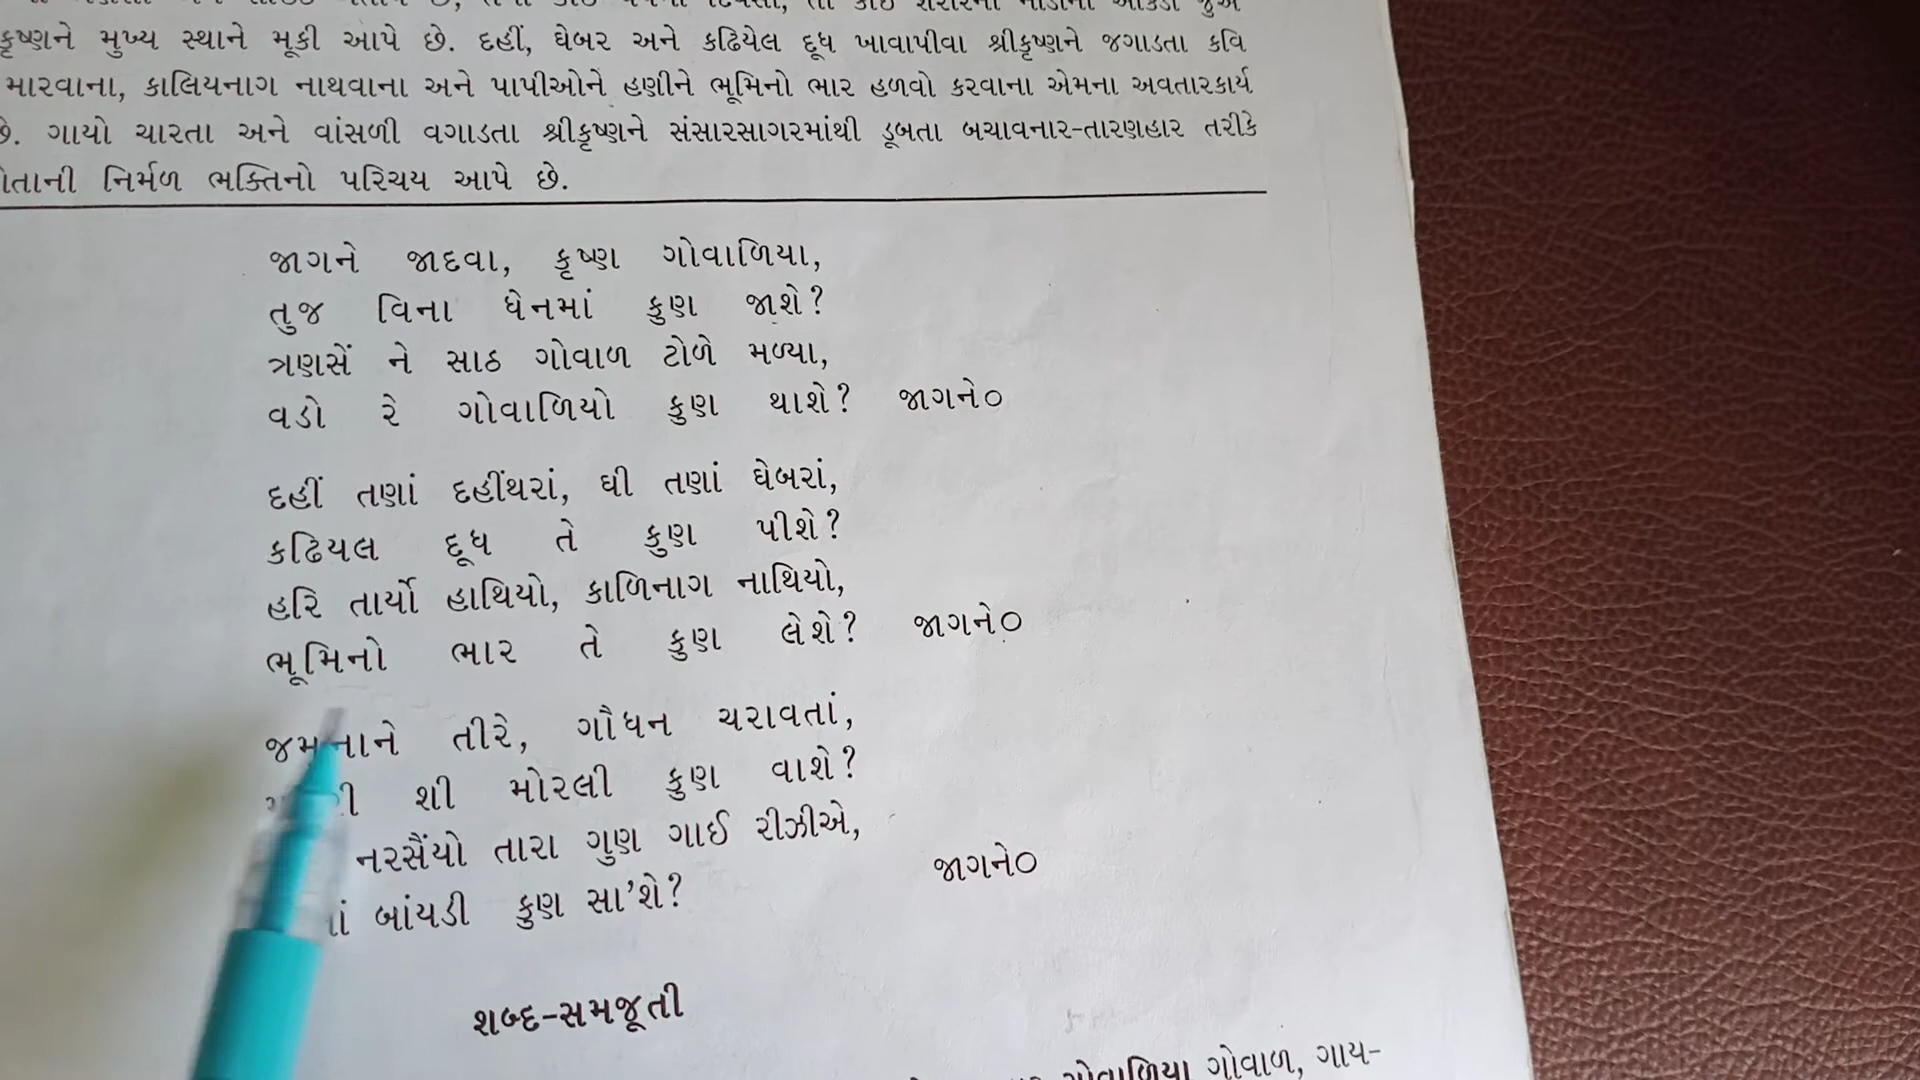 કૃષ્ણને મુખ્ય સ્થાને મૂકી આપે છે. દહીં, ઘેબર અને કઢિયેલ દૂધ ખાવાપીવા શ્રીકૃષ્ણને જગાડતા કવિ
મારવાના, કાલિયનાગ નાથવાના અને પાપીઓને હણીને ભૂમિનો ભાર હળવો કરવાના એમના અવતારકાર્ય
છે. ગાયો ચારતા અને વાંસળી વગાડતા શ્રીકૃષ્ણને સંસારસાગરમાંથી ડૂબતા બચાવનાર-તારણહાર તરીકે
નિર્મળ ભક્તિનો પરિચય આપે છે.
જાગને જાદવા, કૃષ્ણ ગોવાળિયા,
તુજ વિના ધેનમાં કુણ જાશે?
ત્રણસેં ને સાઠ ગોવાળ ટોળે મળ્યા,
વડો રે ગોવાળિયો કુણ થાશે? જાગને૦
દહીં તણાં દહીંથરાં, ઘી તણાં ઘેબરાં,
કઢિયલ દૂધ તે કુણ પીશે?
હરિ તાર્યો હાથિયો, કાળિનાગ નાથિયો,
ભૂમિનો ભાર તે કુણ લેશે? જાગને૦
તીરે, ગૌધન ચરાવતાં,
શી મોરલી કુણ વાશે?
નરસૈંયો તારા ગુણ ગાઈ રીઝીએ,
બાંયડી કુણ સા'શે? જાગને૦
શબ્દ-સમજૂતી
ગોવાળિયા ગોવાળ, ગાય-